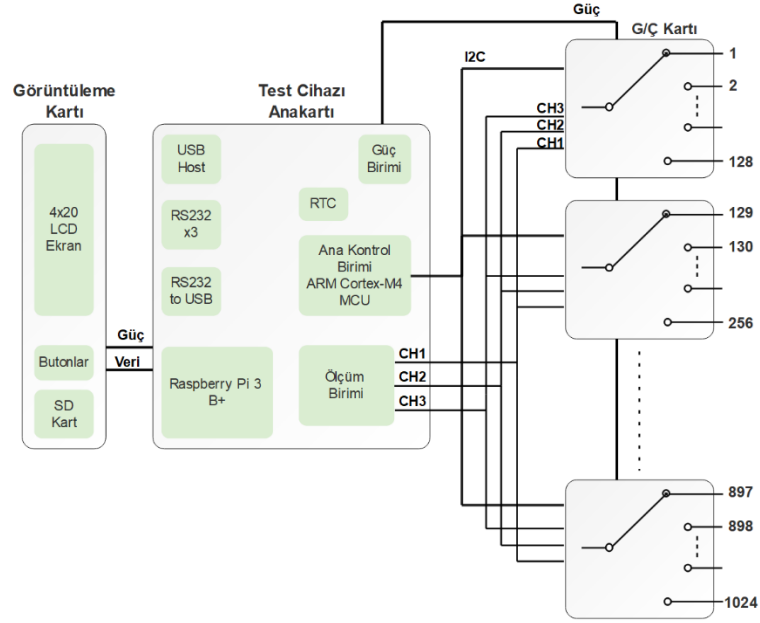 Güç
G/Ç Kartı
I2C
1
2
CH3
CH2
CH1
128
Görüntüleme
Kartı
Test Cihazı
Anakartı
4x20
LCD
Ekran
Butonlar
SD
Kart
Güç
Veri
USB
Host
Güç
Birimi
RS232
x3
RTC
RS232
to USB
Ana Kontrol
Birimi
ARM Cortex-M4
MCU
Raspberry Pi 3
B+
Ölçüm
Birimi
CH1
CH2
CH3
129
130
256
897
898
1024